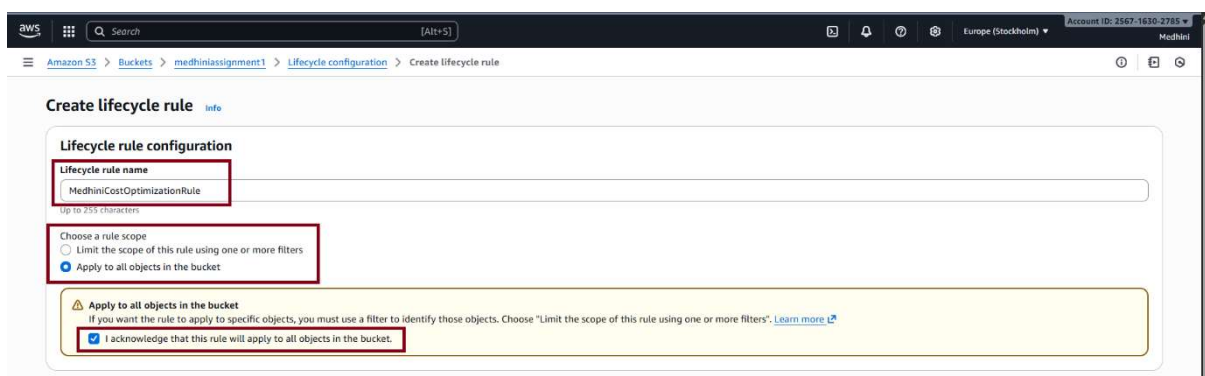 aws
Search
[Alt+S]
Europe (Stockholm)
Account ID: 2567-1630-2785
Medhini
Amazon S3 > Buckets > medhiniassignment1 > Lifecycle configuration > Create lifecycle rule
Create lifecycle rule Info
Lifecycle rule configuration
Lifecycle rule name
MedhiniCostOptimizationRule
Up to 255 characters
Choose a rule scope
Limit the scope of this rule using one or more filters
Apply to all objects in the bucket
Apply to all objects in the bucket
If you want the rule to apply to specific objects, you must use a filter to identify those objects. Choose "Limit the scope of this rule using one or more filters". Learn more
I acknowledge that this rule will apply to all objects in the bucket.